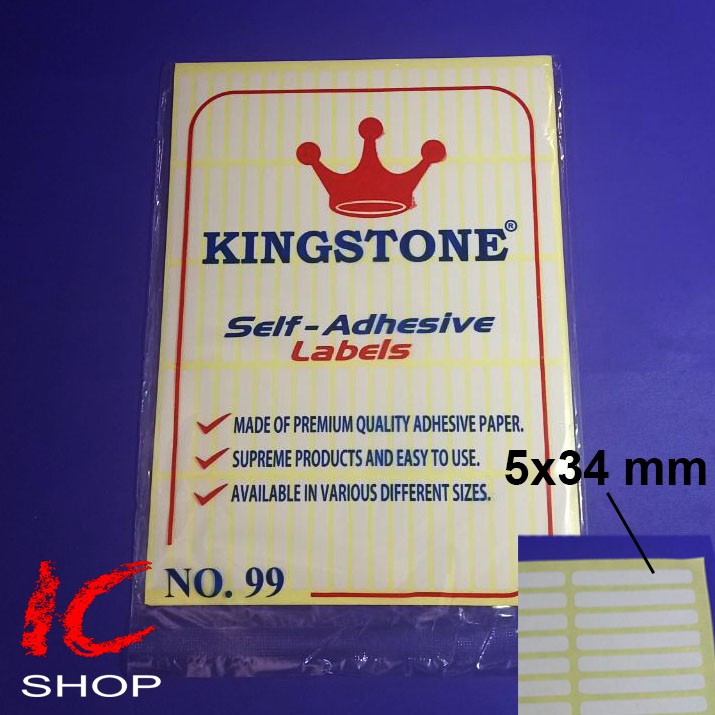 KINGSTONE®
Self-Adhesive
Labels
MADE OF PREMIUM QUALITY ADHESIVE PAPER.
SUPREME PRODUCTS AND EASY TO USE.
AVAILABLE IN VARIOUS DIFFERENT SIZES.
5x34 mm
NO. 99
IC
SHOP